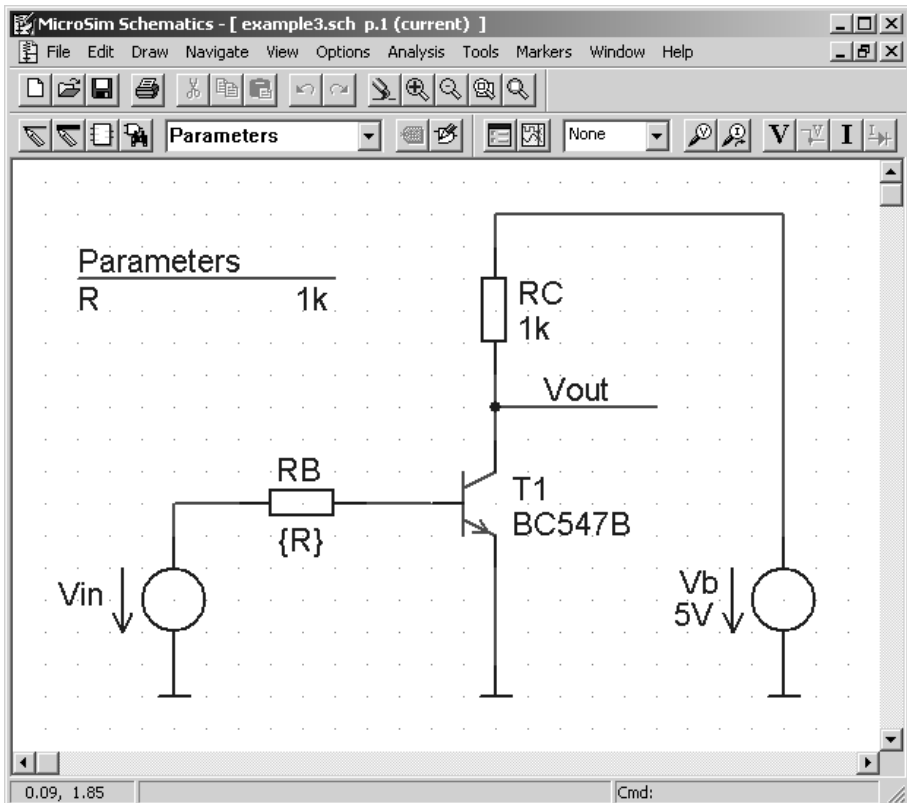 MicroSim Schematics - [ example3.sch p.1 (current) ]
File Edit Draw Navigate View Options Analysis Tools Markers Window Help
Parameters None V V V V I I
Parameters
R 1k
RC
1k
Vout
RB
{R}
T1
BC547B
Vin
Vb
5V
0.09, 1.85 Cmd: